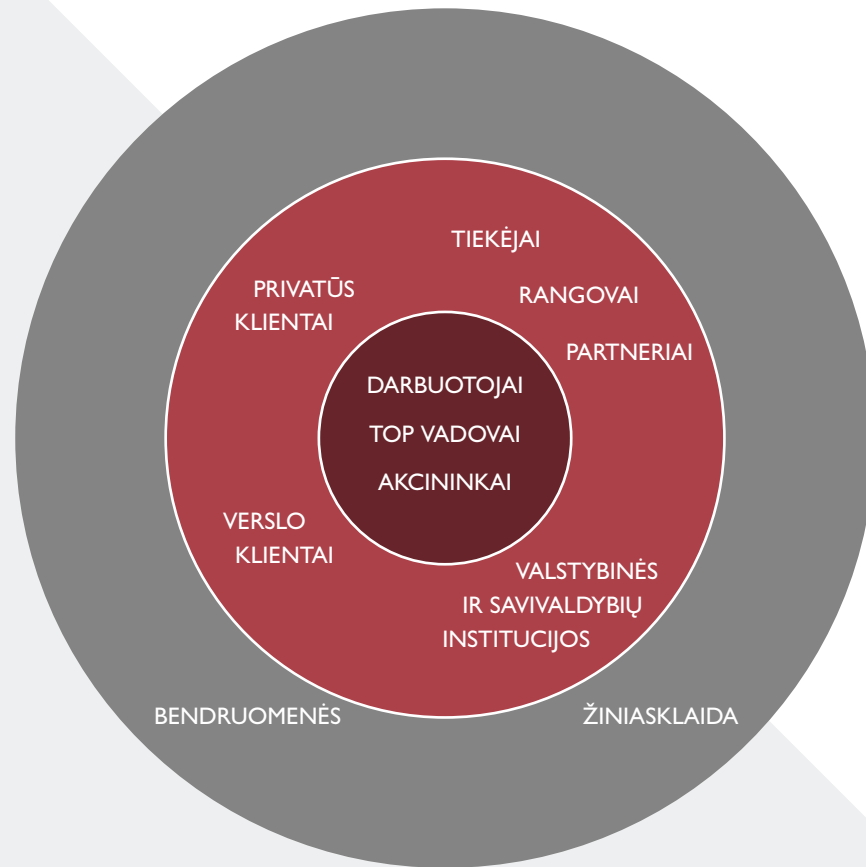 TIEKĖJAI
PRIVATŪS
KLIENTAI
RANGOVAI
PARTNERIAI
DARBUOTOJAI
TOP VADOVAI
AKCININKAI
VERSLO
KLIENTAI
VALSTYBINĖS
IR SAVIVALDYBIŲ
INSTITUCIJOS
BENDRUOMENĖS
ŽINIASKLAIDA